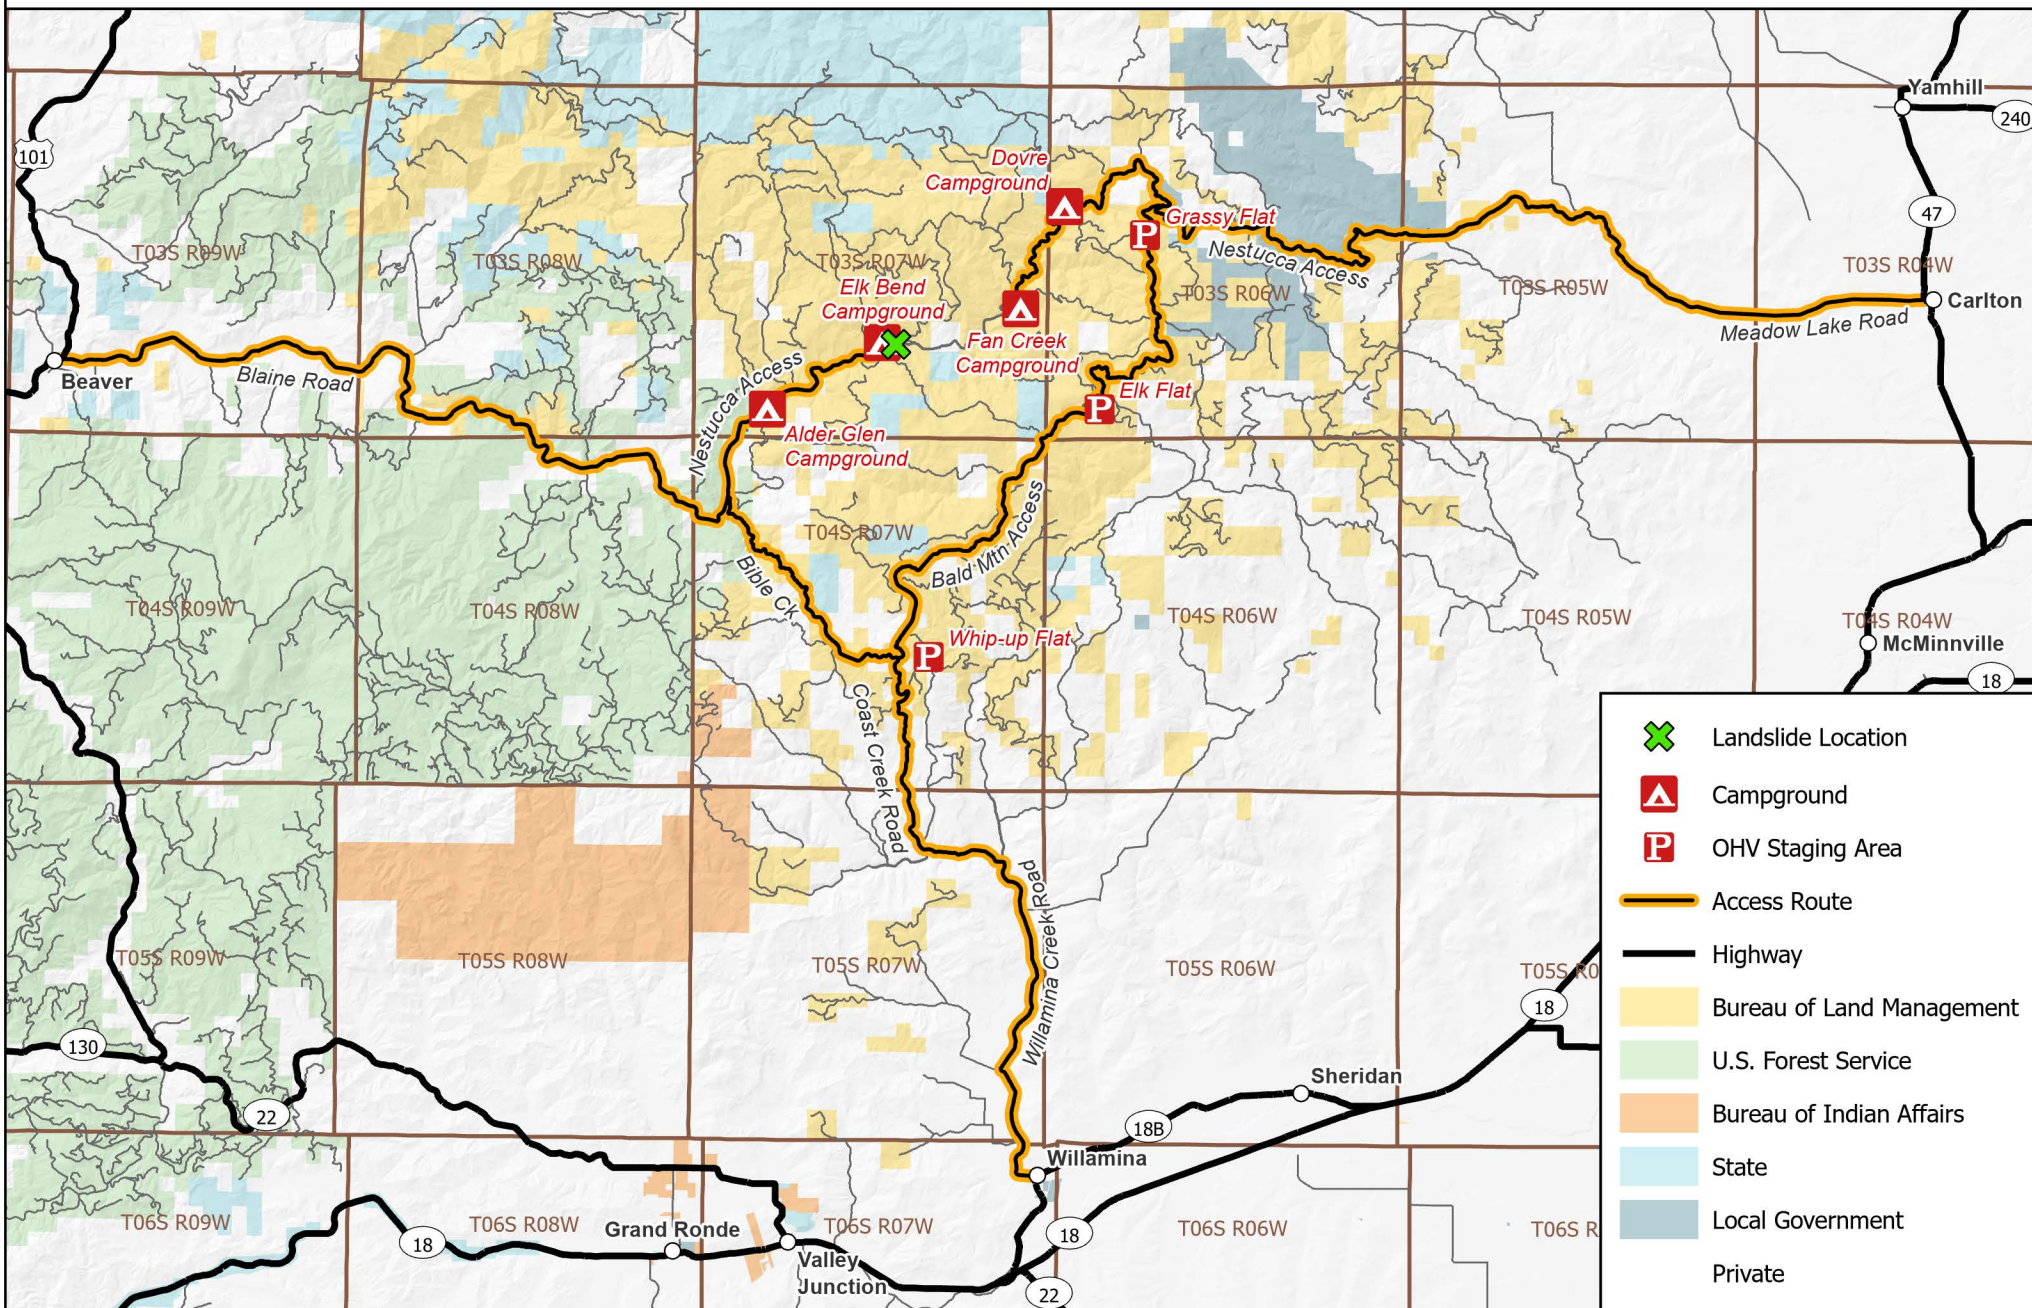 Yamhill
240
101
Dovre
Campground
47
Grassy Flat
T03S R09W
T03S R08W
T03S R07W
Nestucca Access
T03S R04W
Elk Bend
Campground
T03S R06W
T03S R05W
Carlton
Meadow Lake Road
Fan Creek
Campground
Beaver
Blaine Road
Nestucca Access
Elk Flat
P
P
Alder Glen
Campground
T04S R07W
Bald Mtn Access
Bible Ck
T04S R09W
T04S R08W
T04S R06W
T04S R05W
T04S R04W
McMinnville
Whip-up Flat
P
18
Coast Creek Road
Willamina Creek Road
T05S R09W
T05S R08W
T05S R07W
T05S R06W
T05S R0
18
130
22
Sheridan
18B
Willamina
T06S R09W
T06S R08W
Grand Ronde
T06S R07W
T06S R06W
T06S R
18
18
Valley
Junction
22
Landslide Location
Campground
P OHV Staging Area
Access Route
Highway
Bureau of Land Management
U.S. Forest Service
Bureau of Indian Affairs
State
Local Government
Private